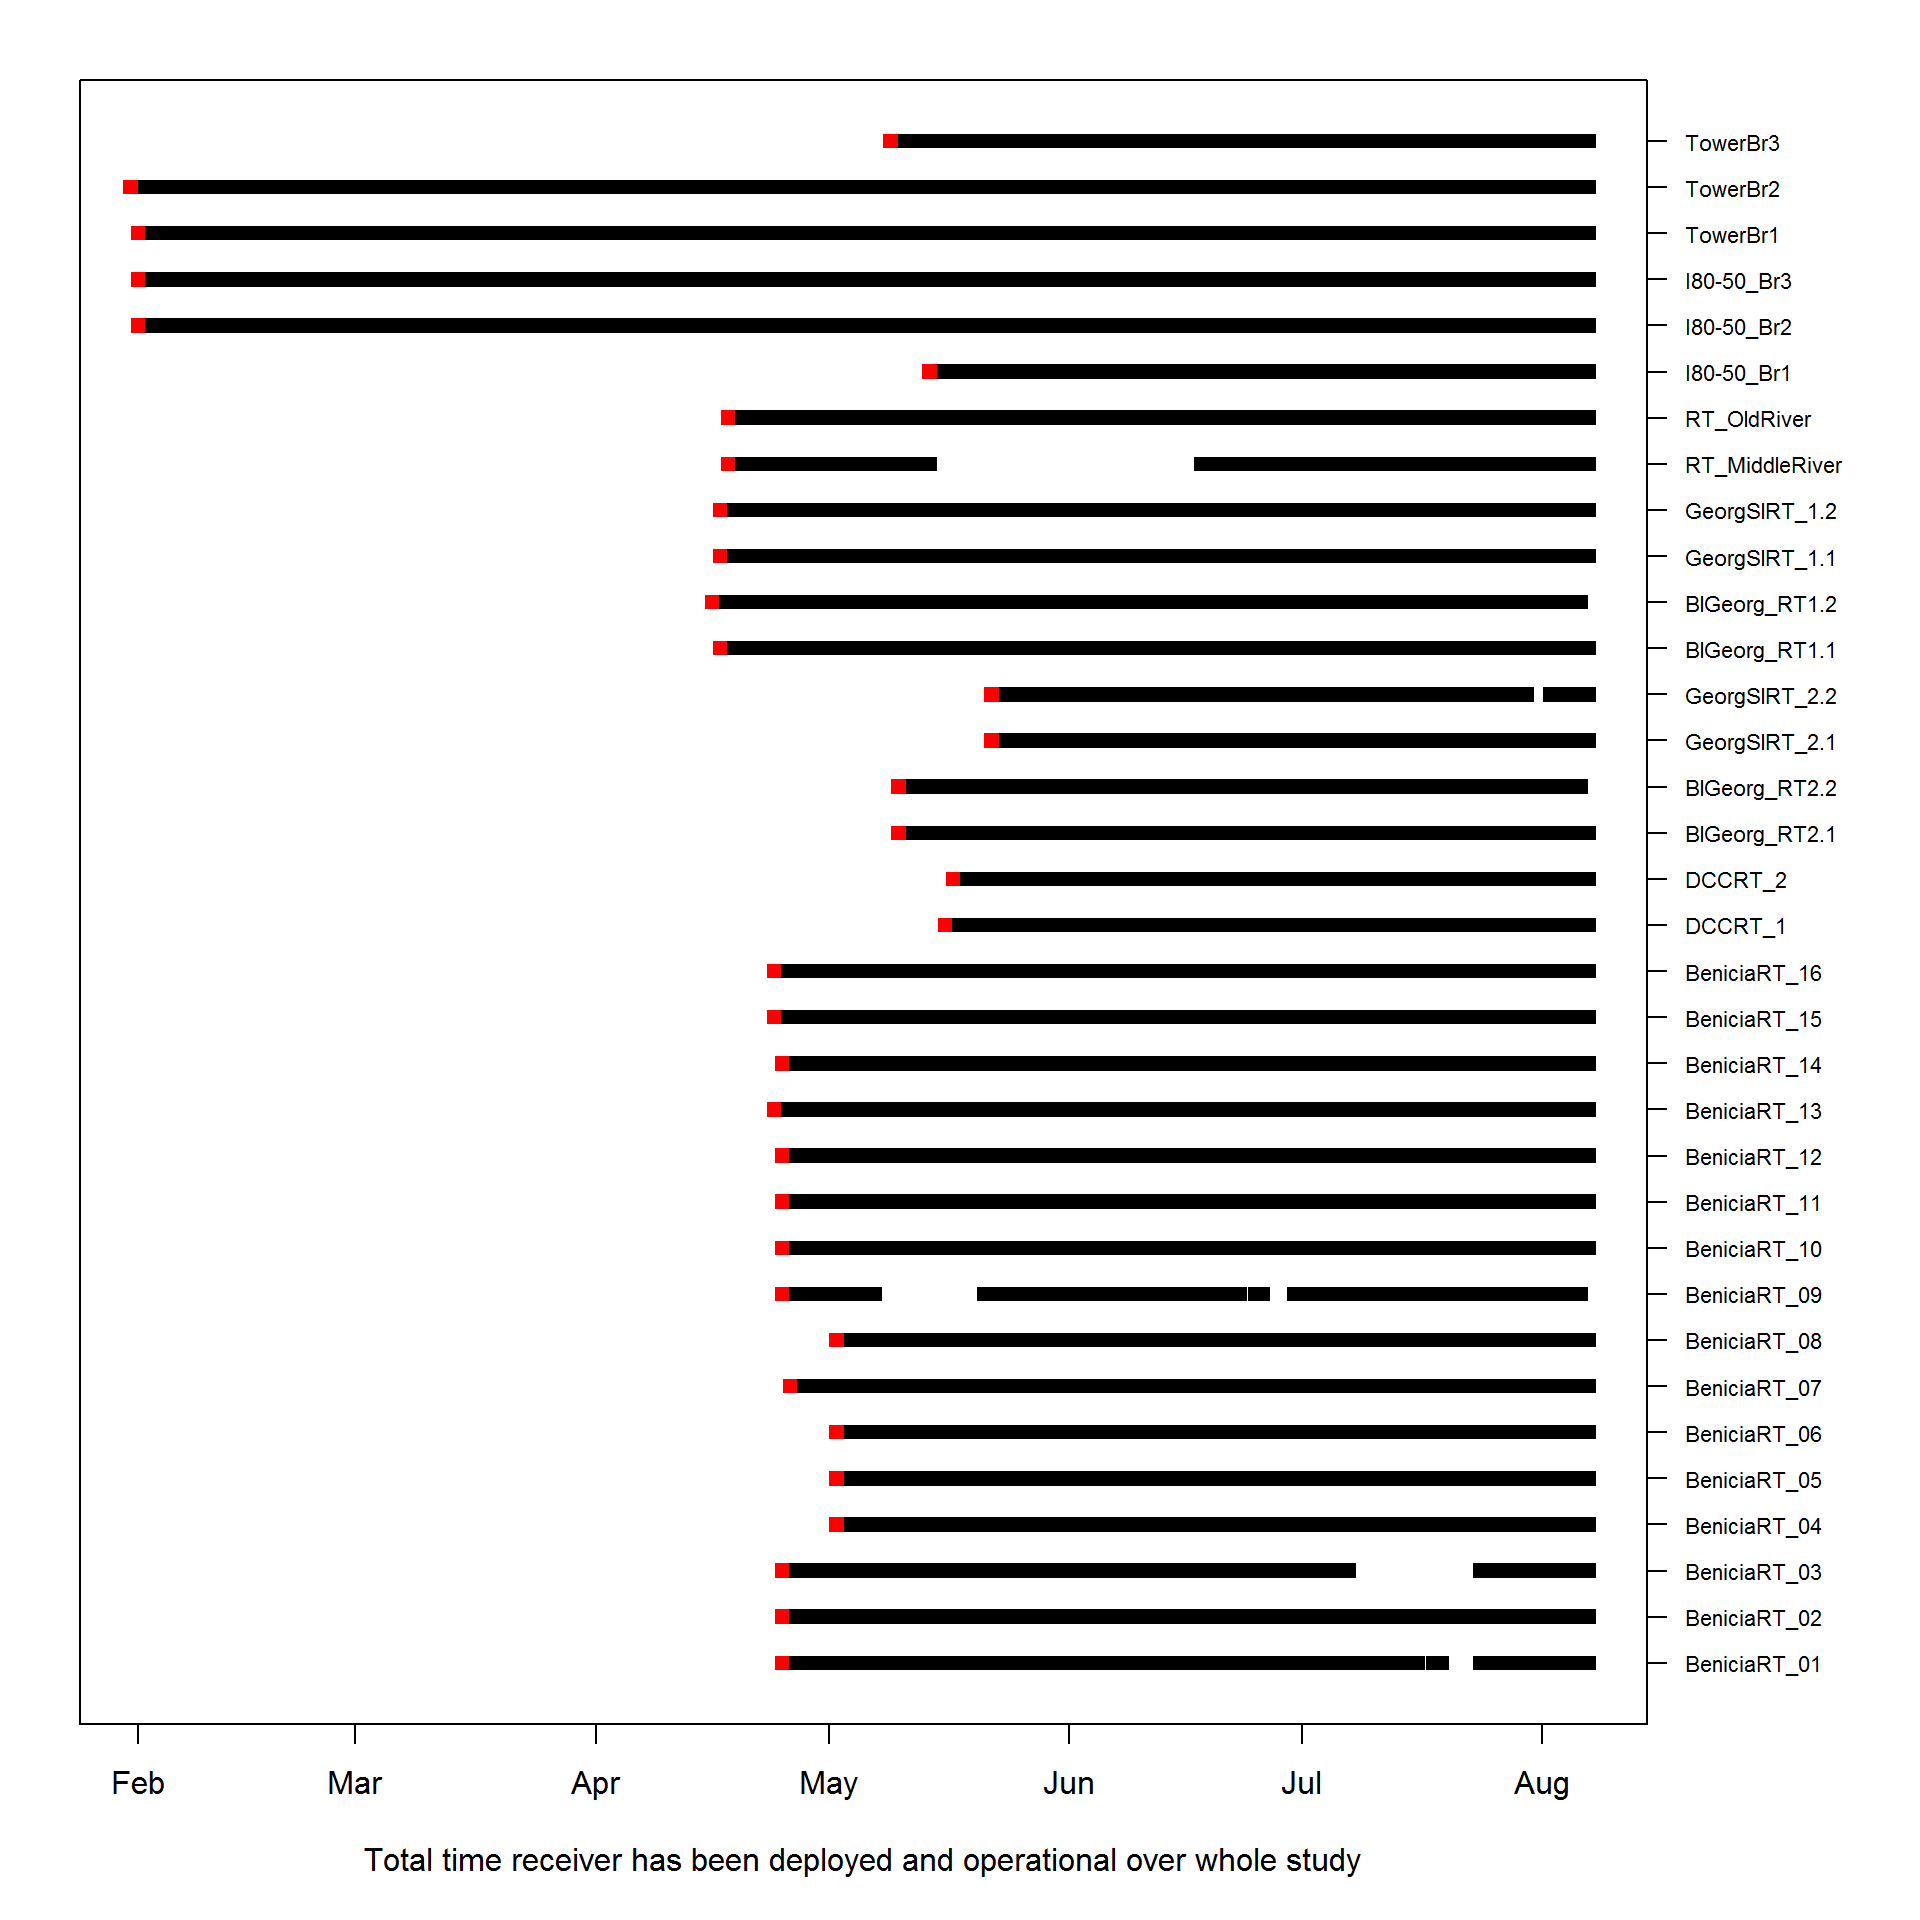 TowerBr3
TowerBr2
TowerBr1
I80-50_Br3
I80-50_Br2
I80-50_Br1
RT_OldRiver
RT_MiddleRiver
GeorgSlRT_1.2
GeorgSlRT_1.1
BlGeorg_RT1.2
BlGeorg_RT1.1
GeorgSlRT_2.2
GeorgSlRT_2.1
BlGeorg_RT2.2
BlGeorg_RT2.1
DCCRT_2
DCCRT_1
BeniciaRT_16
BeniciaRT_15
BeniciaRT_14
BeniciaRT_13
BeniciaRT_12
BeniciaRT_11
BeniciaRT_10
BeniciaRT_09
BeniciaRT_08
BeniciaRT_07
BeniciaRT_06
BeniciaRT_05
BeniciaRT_04
BeniciaRT_03
BeniciaRT_02
BeniciaRT_01
Feb Mar Apr May Jun Jul Aug
Total time receiver has been deployed and operational over whole study